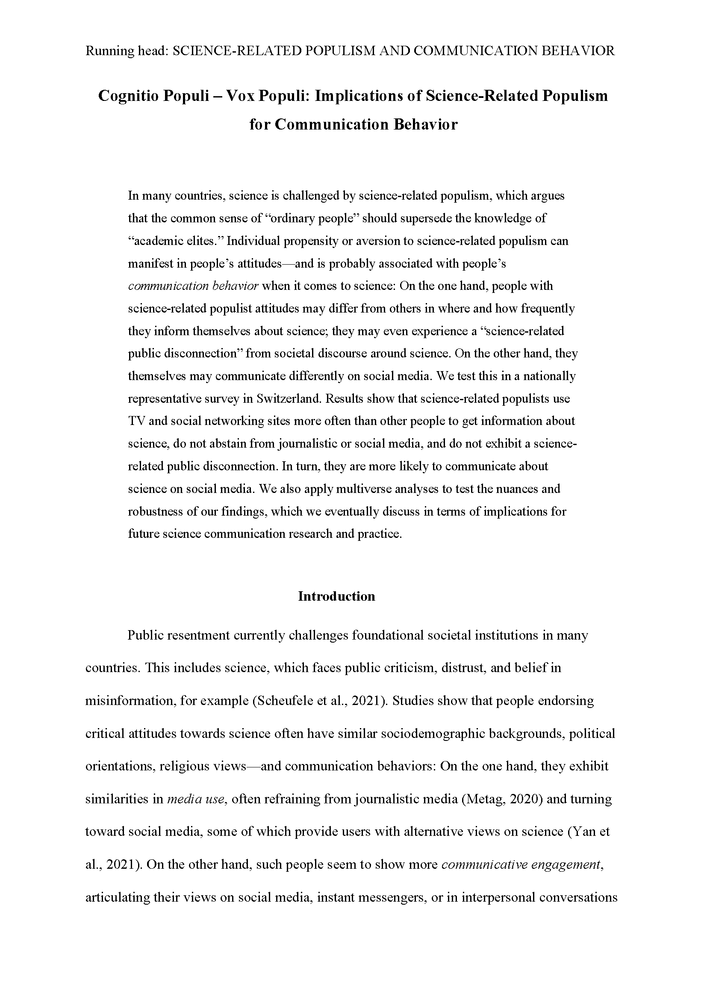 Running head: SCIENCE-RELATED POPULISM AND COMMUNICATION BEHAVIOR
Cognitio Populi – Vox Populi: Implications of Science-Related Populism
for Communication Behavior
In many countries, science is challenged by science-related populism, which argues
that the common sense of “ordinary people” should supersede the knowledge of
“academic elites.” Individual propensity or aversion to science-related populism can
manifest in people’s attitudes—and is probably associated with people’s
communication behavior when it comes to science: On the one hand, people with
science-related populist attitudes may differ from others in where and how frequently
they inform themselves about science; they may even experience a “science-related
public disconnection” from societal discourse around science. On the other hand, they
themselves may communicate differently on social media. We test this in a nationally
representative survey in Switzerland. Results show that science-related populists use
TV and social networking sites more often than other people to get information about
science, do not abstain from journalistic or social media, and do not exhibit a science-
related public disconnection. In turn, they are more likely to communicate about
science on social media. We also apply multiverse analyses to test the nuances and
robustness of our findings, which we eventually discuss in terms of implications for
future science communication research and practice.
Introduction
Public resentment currently challenges foundational societal institutions in many
countries. This includes science, which faces public criticism, distrust, and belief in
misinformation, for example (Scheufele et al., 2021). Studies show that people endorsing
critical attitudes towards science often have similar sociodemographic backgrounds, political
orientations, religious views—and communication behaviors: On the one hand, they exhibit
similarities in media use, often refraining from journalistic media (Metag, 2020) and turning
toward social media, some of which provide users with alternative views on science (Yan et
al., 2021). On the other hand, such people seem to show more communicative engagement,
articulating their views on social media, instant messengers, or in interpersonal conversations